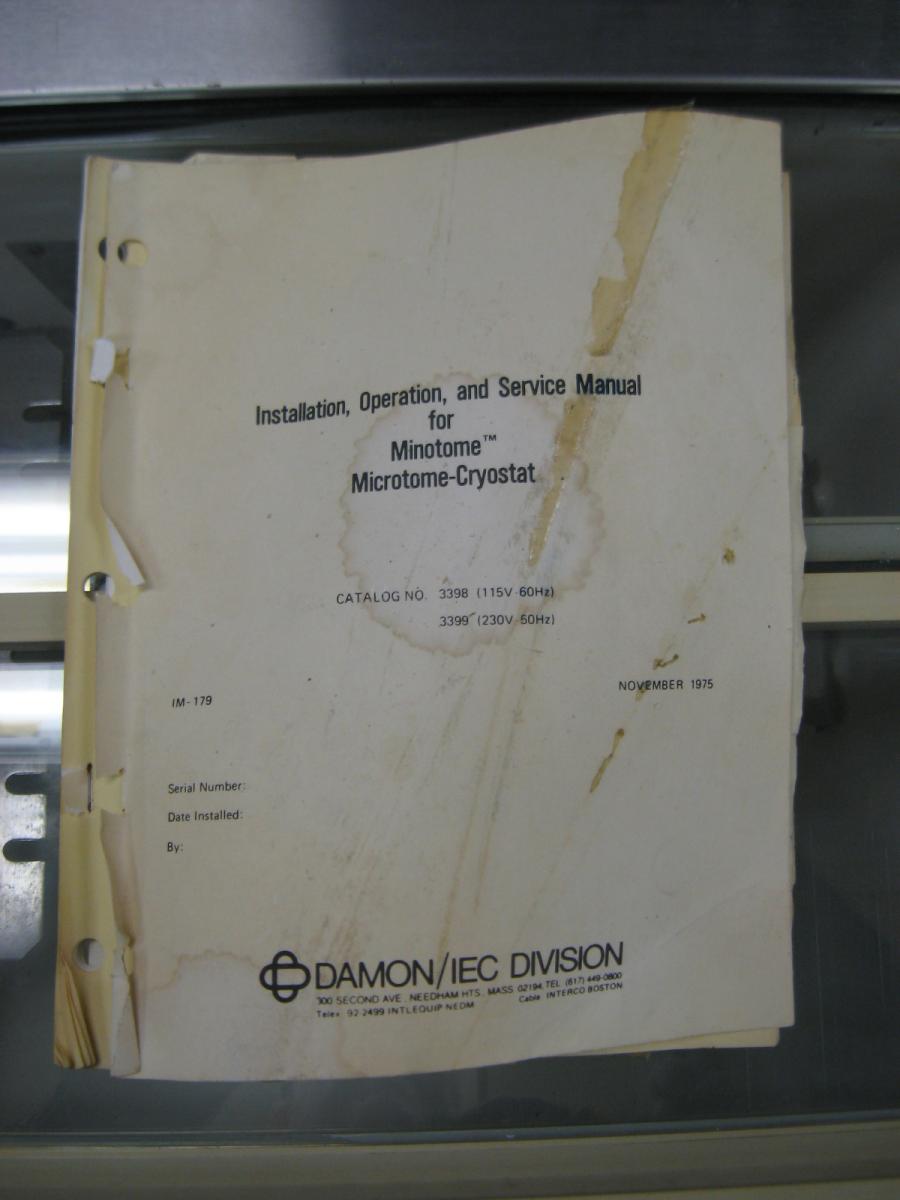 Installation, Operation, and Service Manual
for
Minotome™
Microtome-Cryostat
CATALOG NO. 3398 (115V-60Hz)
3399 (230V-50Hz)
IM-179
NOVEMBER 1975
Serial Number:
Date Installed:
By:
DAMON/IEC DIVISION
300 SECOND AVE., NEEDHAM HTS., MASS. 02194, TEL. (617) 449-0800
Telex 92-2499 INTLEQUIP NEDM Cable INTERCO BOSTON